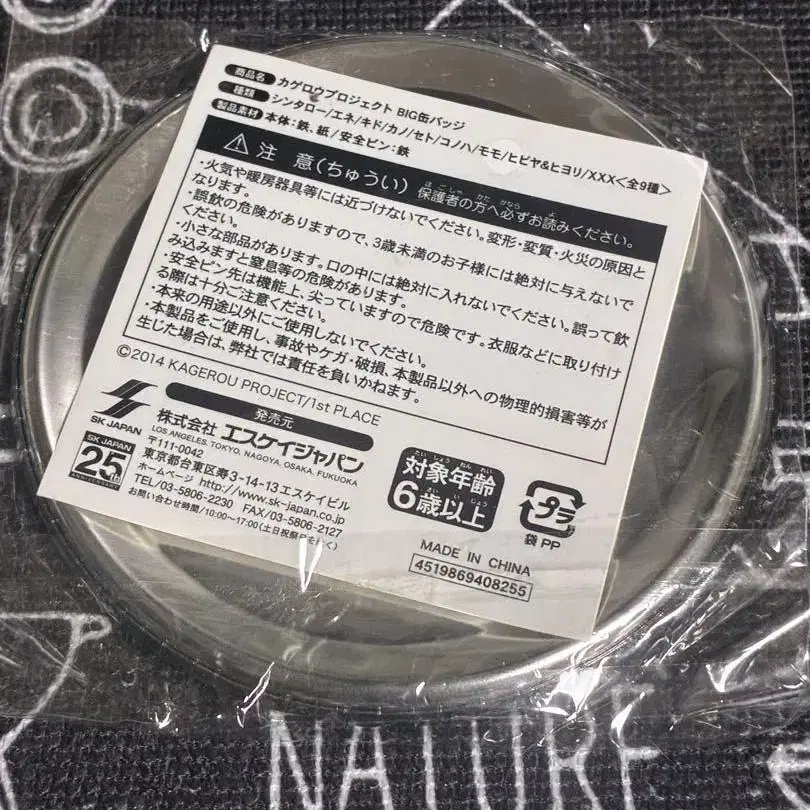 商品名 カゲロウプロジェクト BIG缶バッジ
種類 シンタロー/エネ/キド/カノ/セト/コノハ/モモ/ヒビヤ&ヒヨリ/XXX<全9種>
製品素材 本体:鉄、紙/安全ピン:鉄
⚠ 注 意(ちゅうい) 保護者の方へ必ずお読みください。
・火気や暖房器具等には近づけないでください。変形・変質・火災の原因と
なります。
・誤飲の危険がありますので、3歳未満のお子様には絶対に与えないで
ください。
・小さな部品があります。口の中には絶対に入れないでください。誤って飲
み込みますと窒息等の危険があります。
・安全ピン先は機能上、尖っていますので危険です。衣服などに取り付け
る際は十分ご注意ください。
・本来の用途以外にご使用しないでください。
・本製品をご使用し、事故やケガ・破損、本製品以外への物理的損害等が
生じた場合は、弊社では責任を負いかねます。
©2014 KAGEROU PROJECT/1st PLACE
発売元
SK JAPAN
株式会社 エスケイジャパン
LOS ANGELES, TOKYO, NAGOYA, OSAKA, FUKUOKA
〒111-0042
東京都台東区寿3-14-13エスケイビル
ホームページ http://www.sk-japan.co.jp
TEL/03-5806-2230 FAX/03-5806-2127
お問い合わせ時間/10:00~17:00(土日祝祭日を除く)
SK JAPAN
25th
ANNIVERSARY
対象年齢
6歳以上
プラ
袋 PP
MADE IN CHINA
4519869408255
NATURE